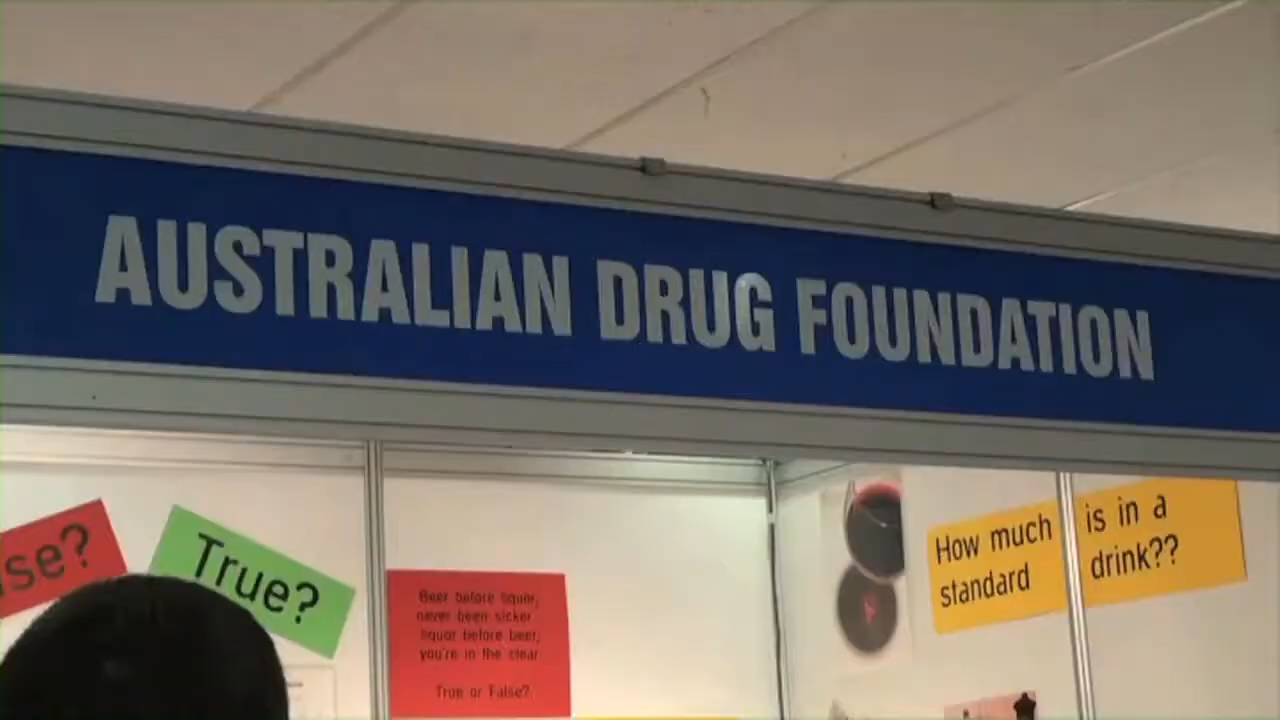 AUSTRALIAN DRUG FOUNDATION
se?
True?
Beer before liquor,
never been sicker
liquor before beer,
you're in the clear
True or False?
How much is in a
standard drink??